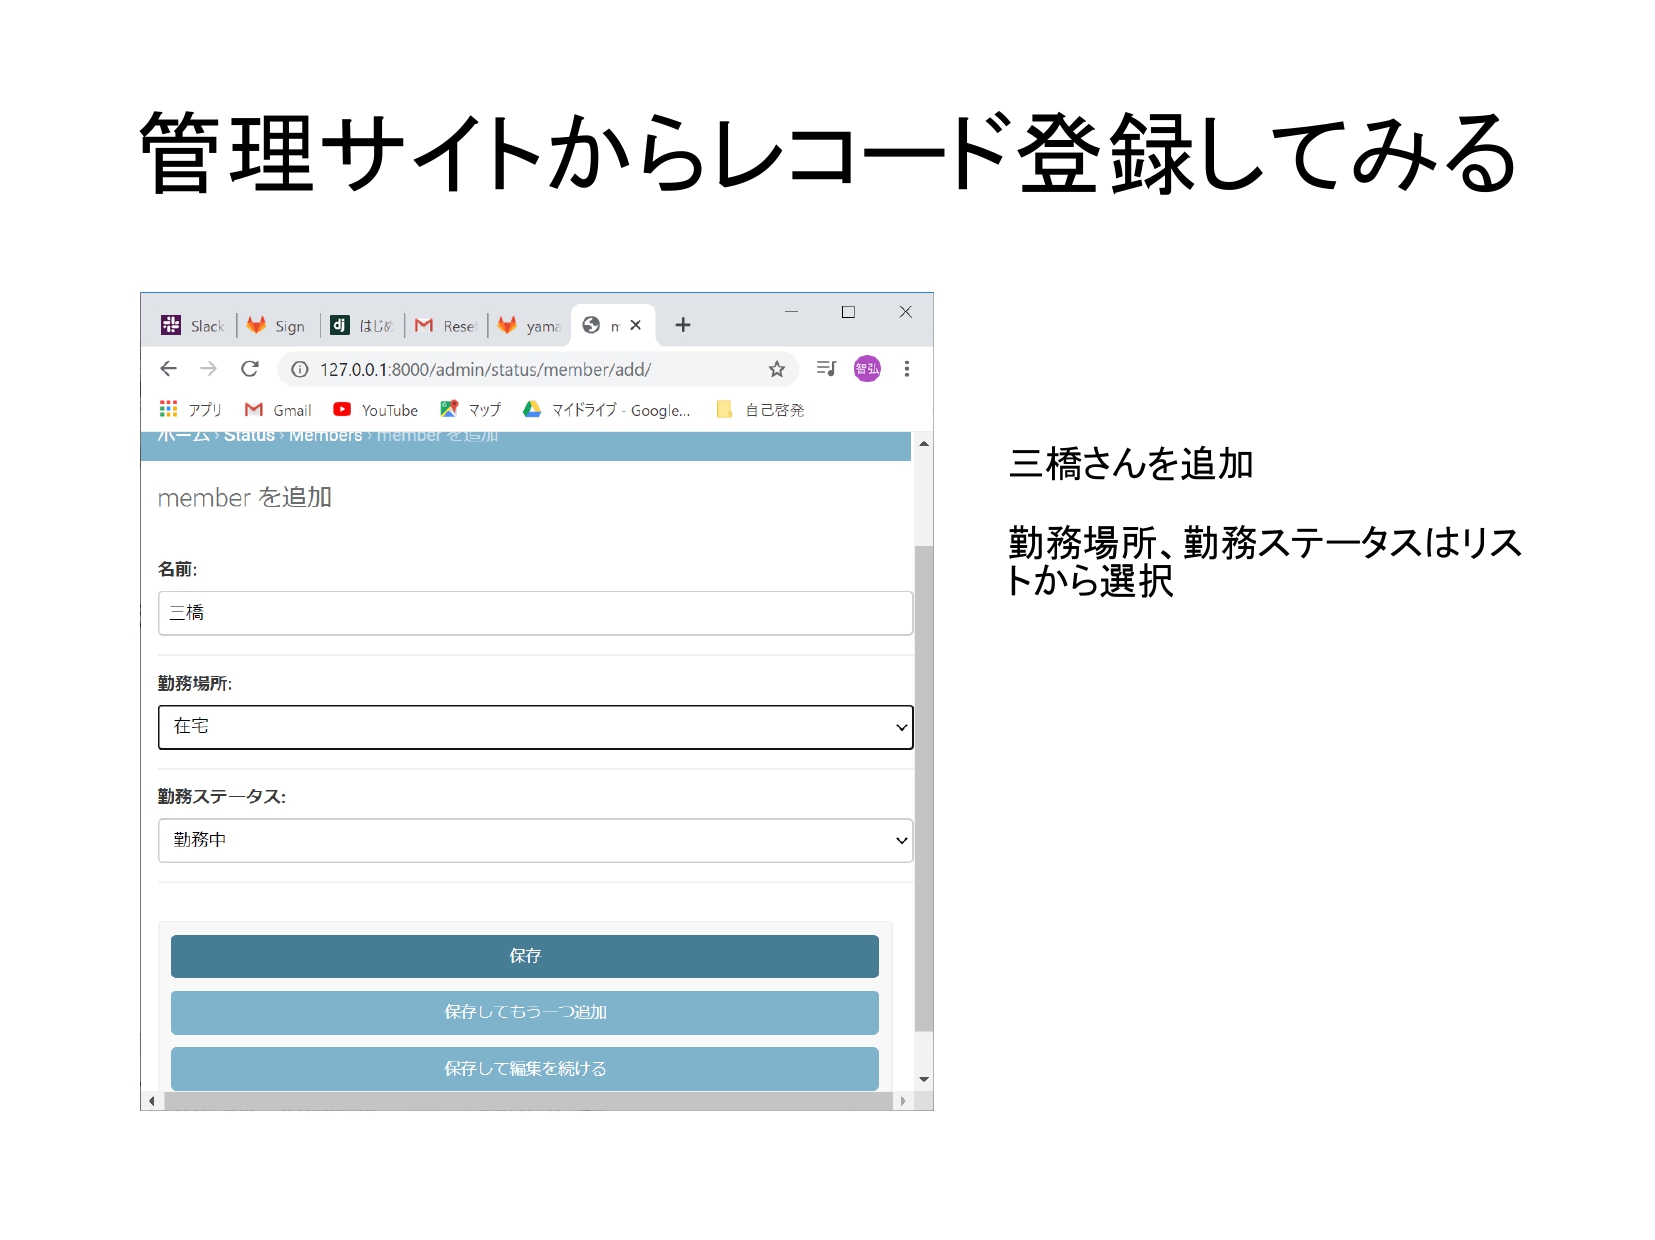 管理サイトからレコード登録してみる
Slack Sign はじめ Rese yama
127.0.0.1:8000/admin/status/member/add/ 智弘
アプリ Gmail YouTube マップ マイドライブ - Google... 自己啓発
ホーム › Status › Members › member を追加
member を追加
名前:
三橋
勤務場所:
在宅
勤務ステータス:
勤務中
保存
保存してもう一つ追加
保存して編集を続ける
三橋さんを追加
勤務場所、勤務ステータスはリス
トから選択